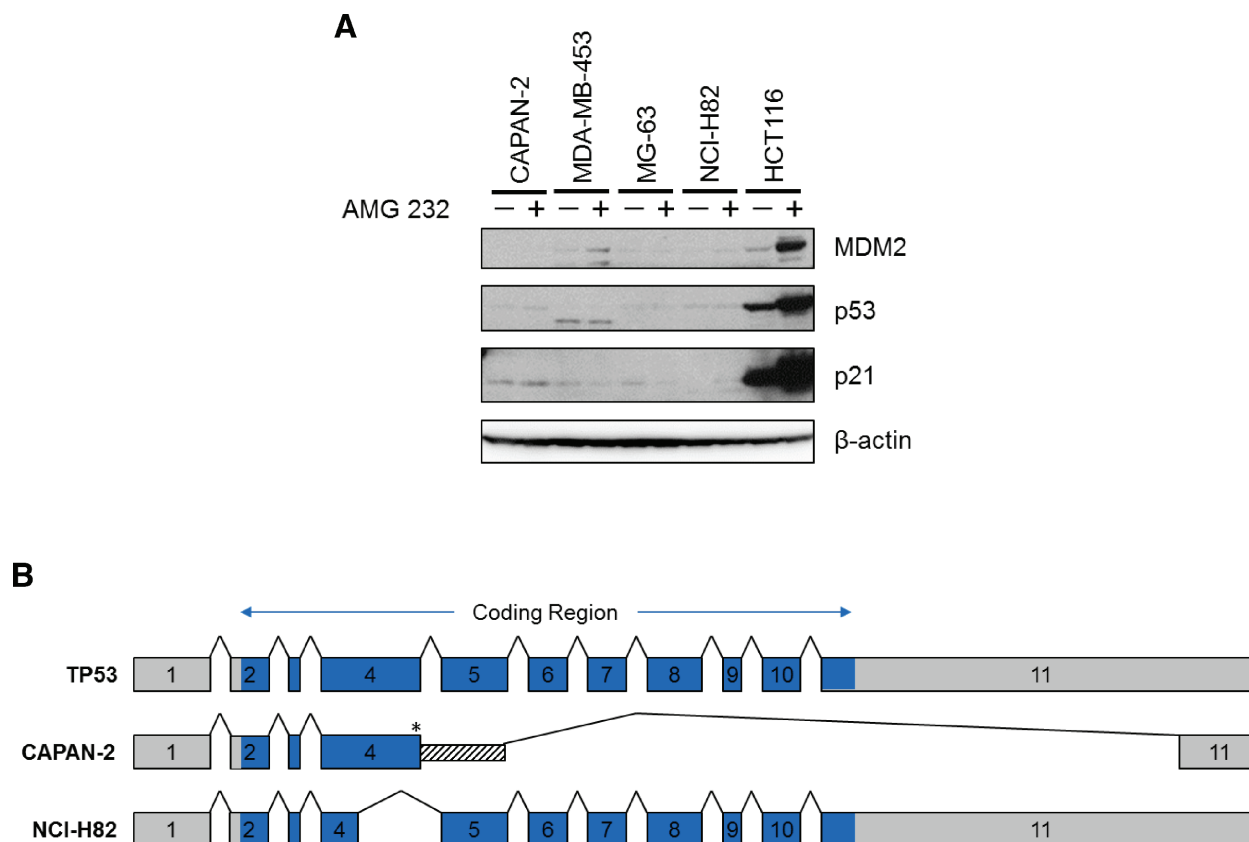 A
CAPAN-2 MDA-MB-453 MG-63 NCI-H82 HCT116
AMG 232 – + – + – + – + – +
MDM2
p53
p21
β-actin
B
Coding Region
TP53 1 2 4 5 6 7 8 9 10 11
*
CAPAN-2 1 2 4 11
NCI-H82 1 2 4 5 6 7 8 9 10 11